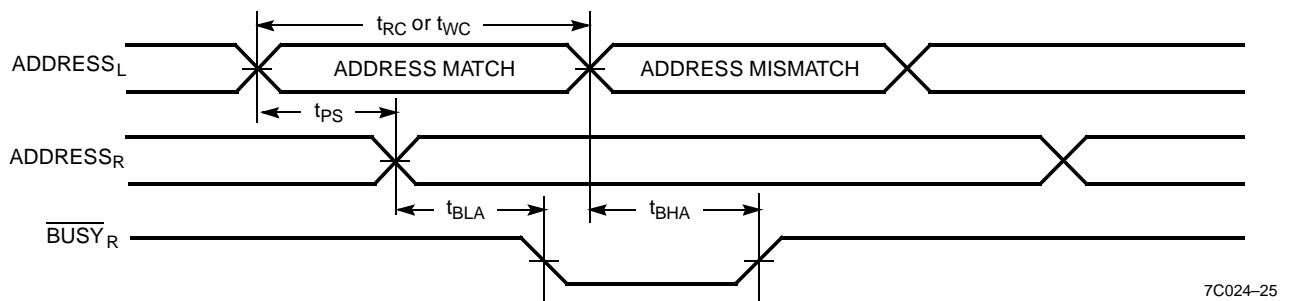 tRC or tWC
ADDRESSL
ADDRESS MATCH
ADDRESS MISMATCH
tPS
ADDRESSR
tBLA
tBHA
BUSYR
7C024–25